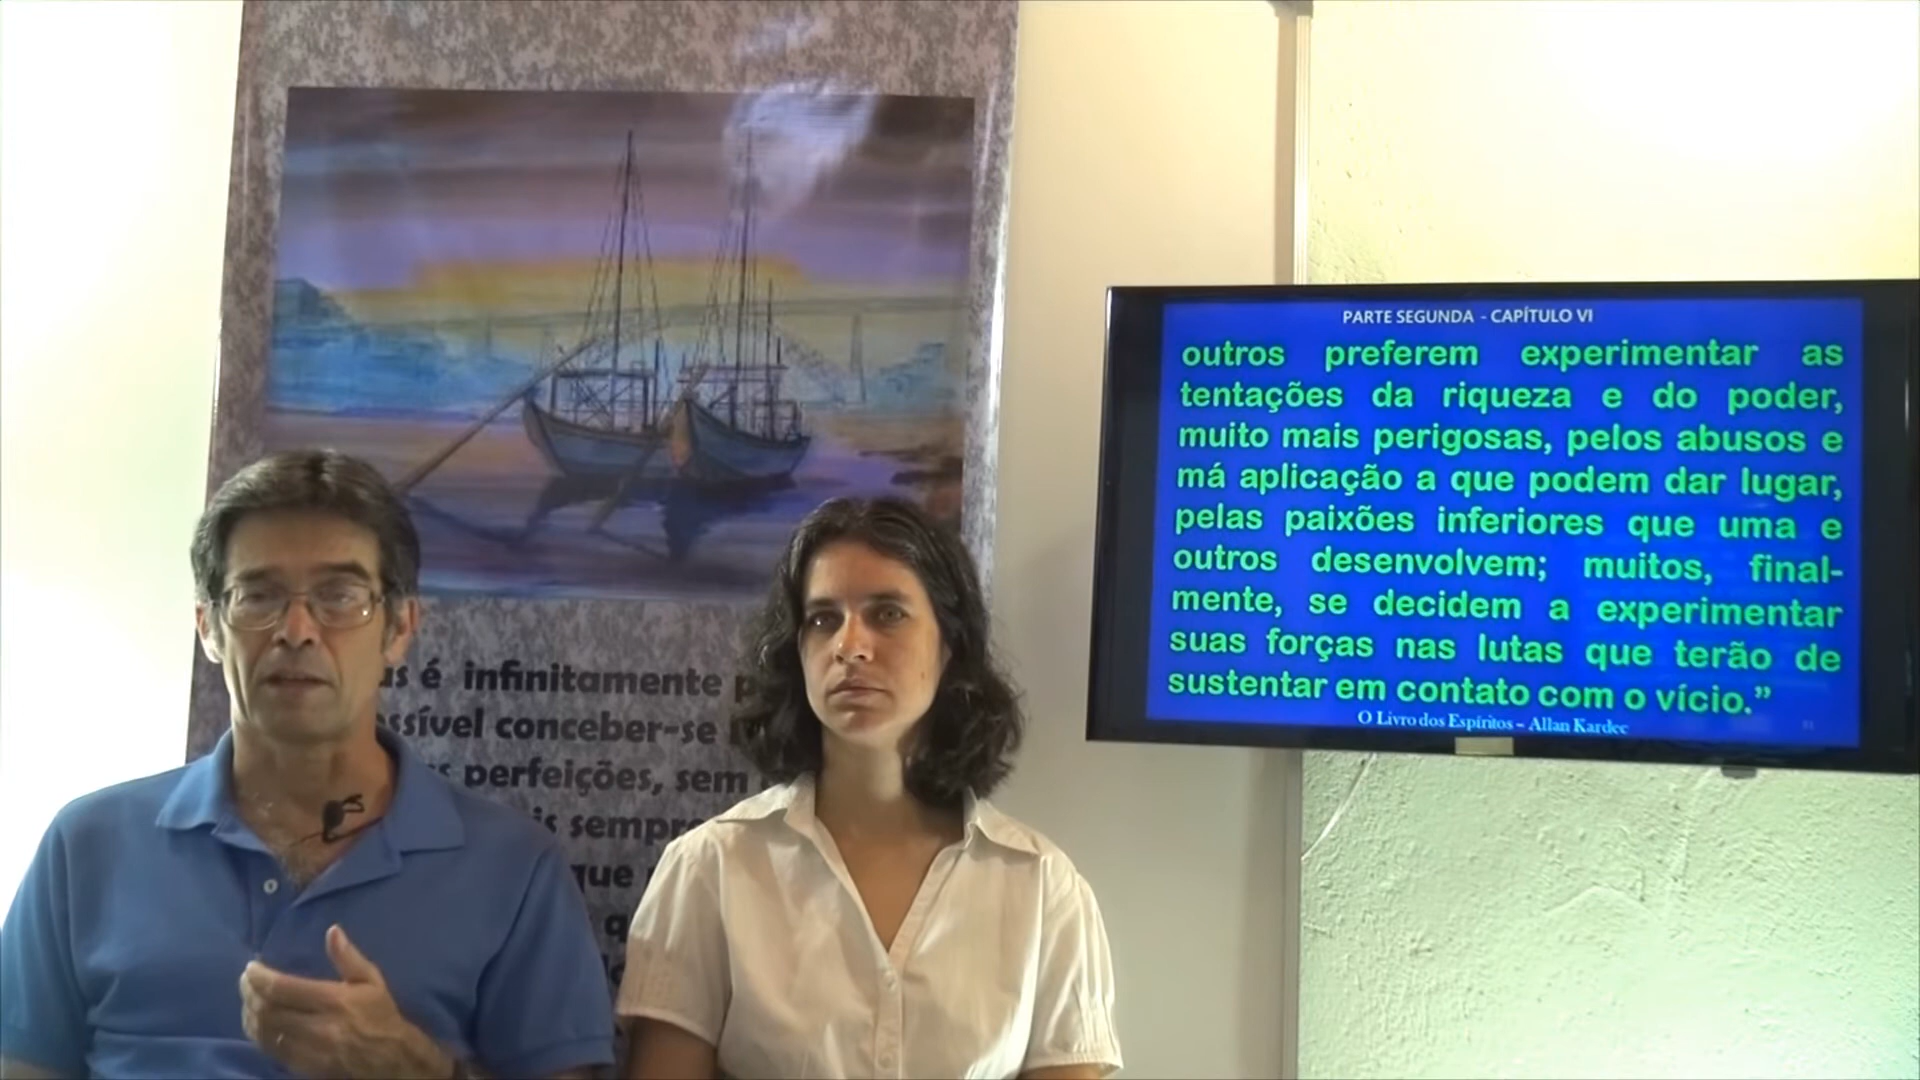 PARTE SEGUNDA - CAPÍTULO VI
outros preferem experimentar as
tentações da riqueza e do poder,
muito mais perigosas, pelos abusos e
má aplicação a que podem dar lugar,
pelas paixões inferiores que uma e
outros desenvolvem; muitos, final-
mente, se decidem a experimentar
suas forças nas lutas que terão de
sustentar em contato com o vício.”
O Livro dos Espíritos – Allan Kardec
é infinitamente
conceber-se
perfeições, sem
sempre
que